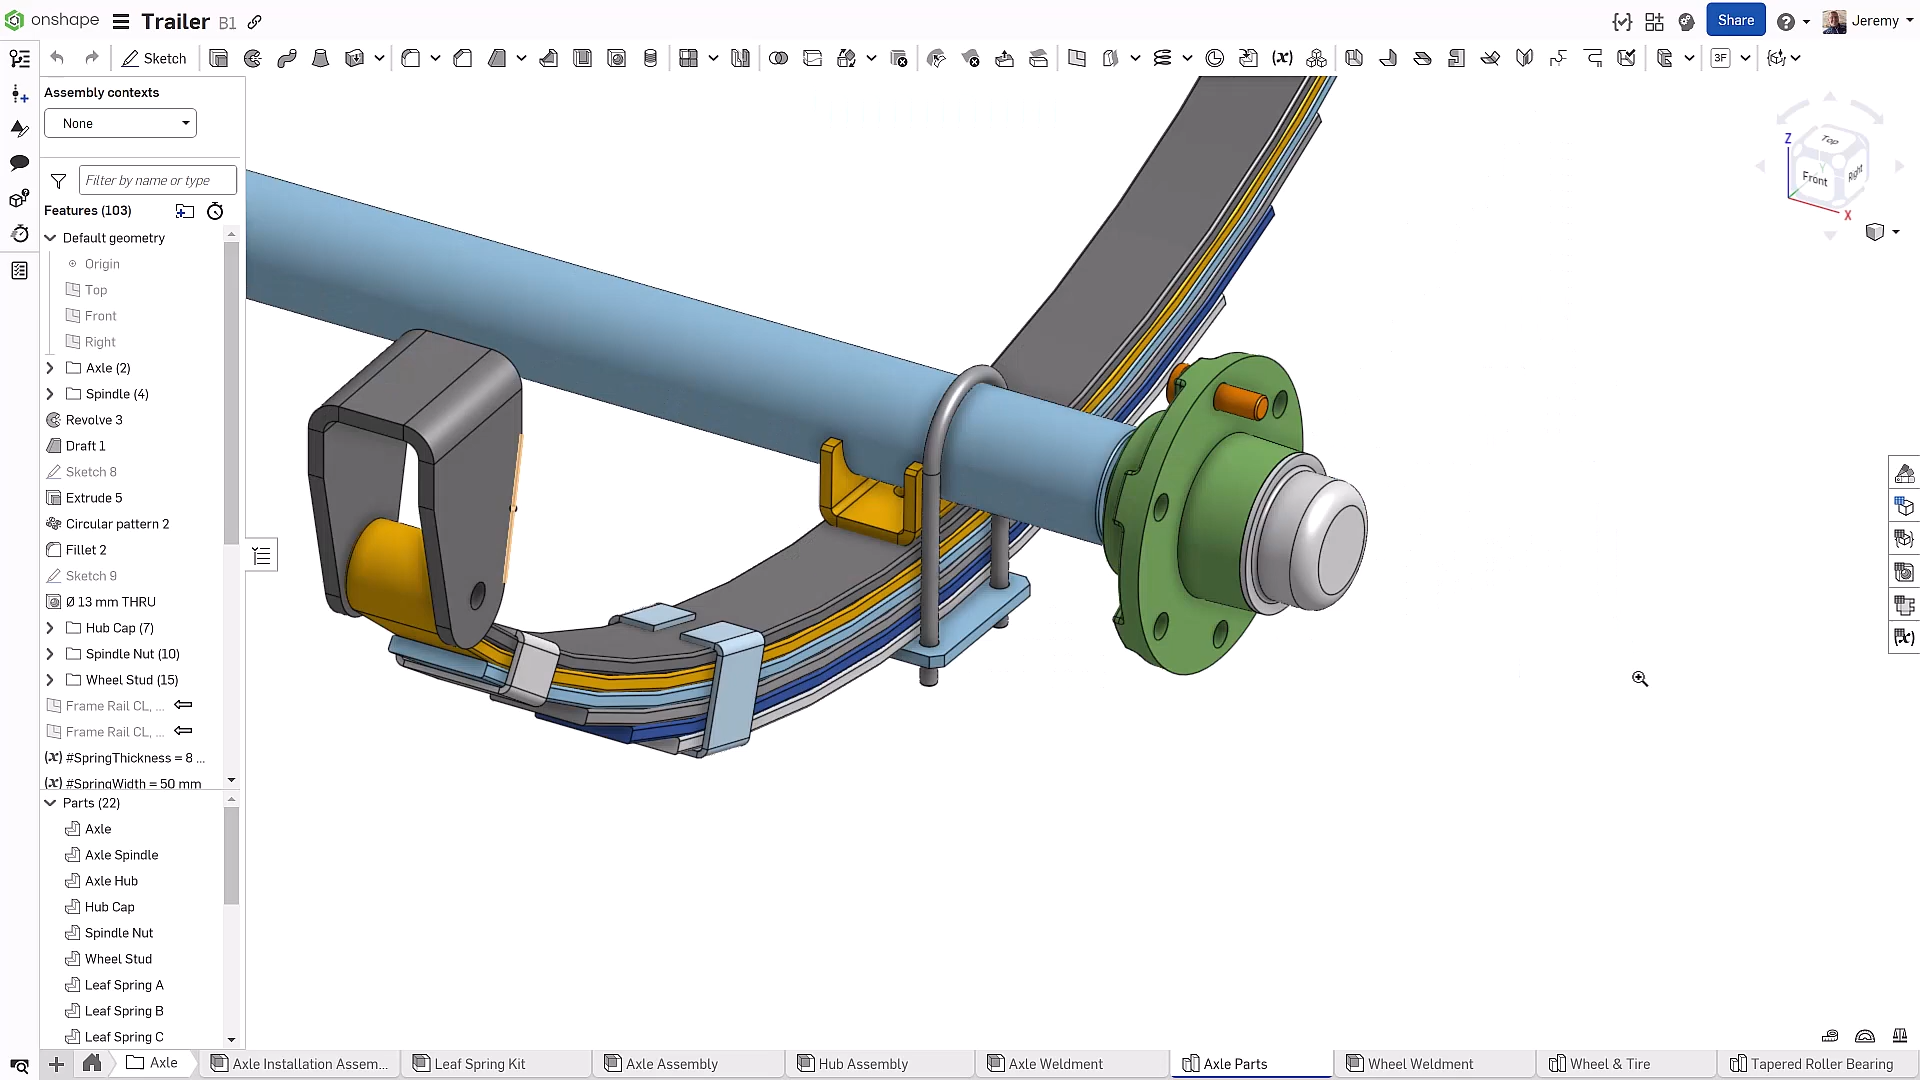 onshape Trailer B1 Share Jeremy
Sketch (x) 3F
Assembly contexts
None
Filter by name or type
Features (103)
Default geometry
Origin
Top
Front
Right
Axle (2)
Spindle (4)
Revolve 3
Draft 1
Sketch 8
Extrude 5
Circular pattern 2
Fillet 2
Sketch 9
Ø 13 mm THRU
Hub Cap (7)
Spindle Nut (10)
Wheel Stud (15)
Frame Rail CL, ...
Frame Rail CL, ...
(x) #SpringThickness = 8 ...
(x) #SpringWidth = 50 mm
Parts (22)
Axle
Axle Spindle
Axle Hub
Hub Cap
Spindle Nut
Wheel Stud
Leaf Spring A
Leaf Spring B
Leaf Spring C
Z
Top
Front
Right
X
(x)
Axle
Axle Installation Assem...
Leaf Spring Kit
Axle Assembly
Hub Assembly
Axle Weldment
Axle Parts
Wheel Weldment
Wheel & Tire
Tapered Roller Bearing